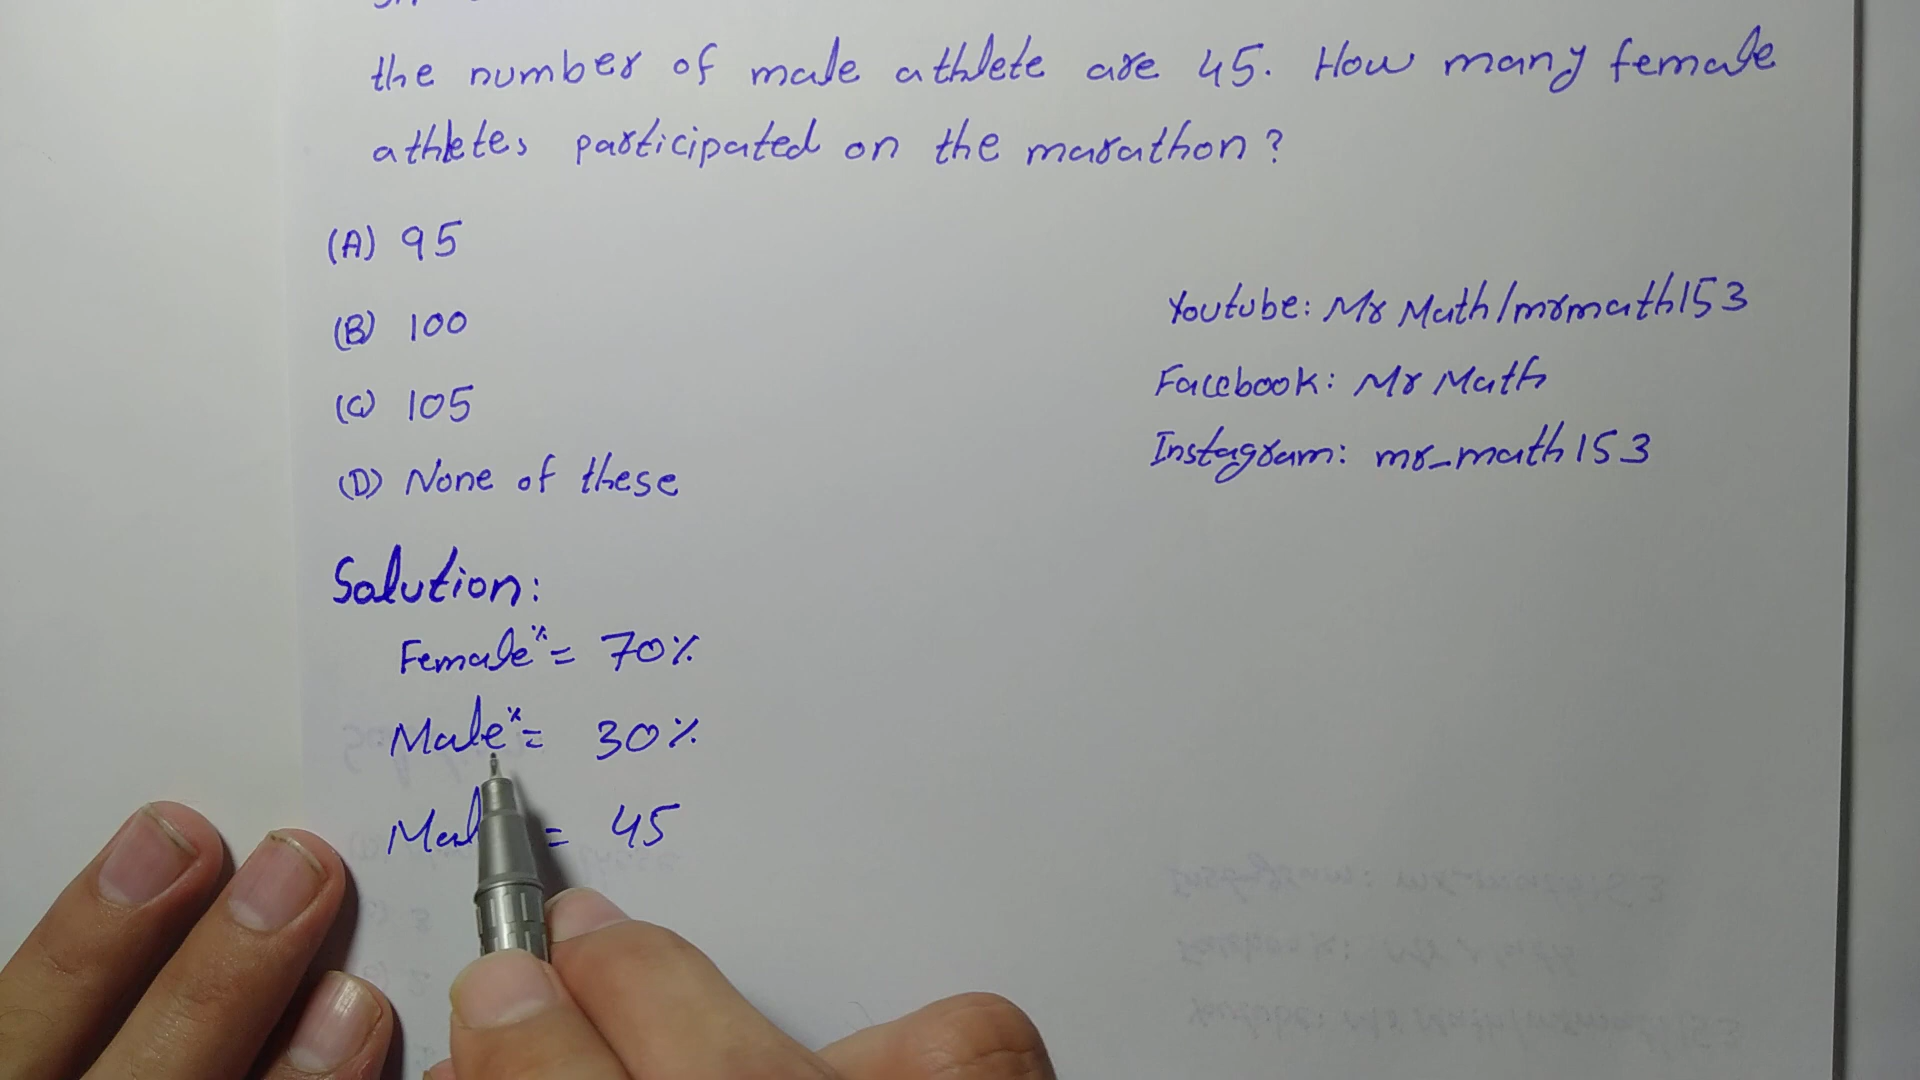 the number of male athlete are 45. How many female
athletes participated on the marathon?
(A) 95
(B) 100
(C) 105
(D) None of these
Youtube: Mr Math/mrmath153
Facebook: Mr Math
Instagram: mr_math153
Solution:
Female% = 70%
Male% = 30%
= 45